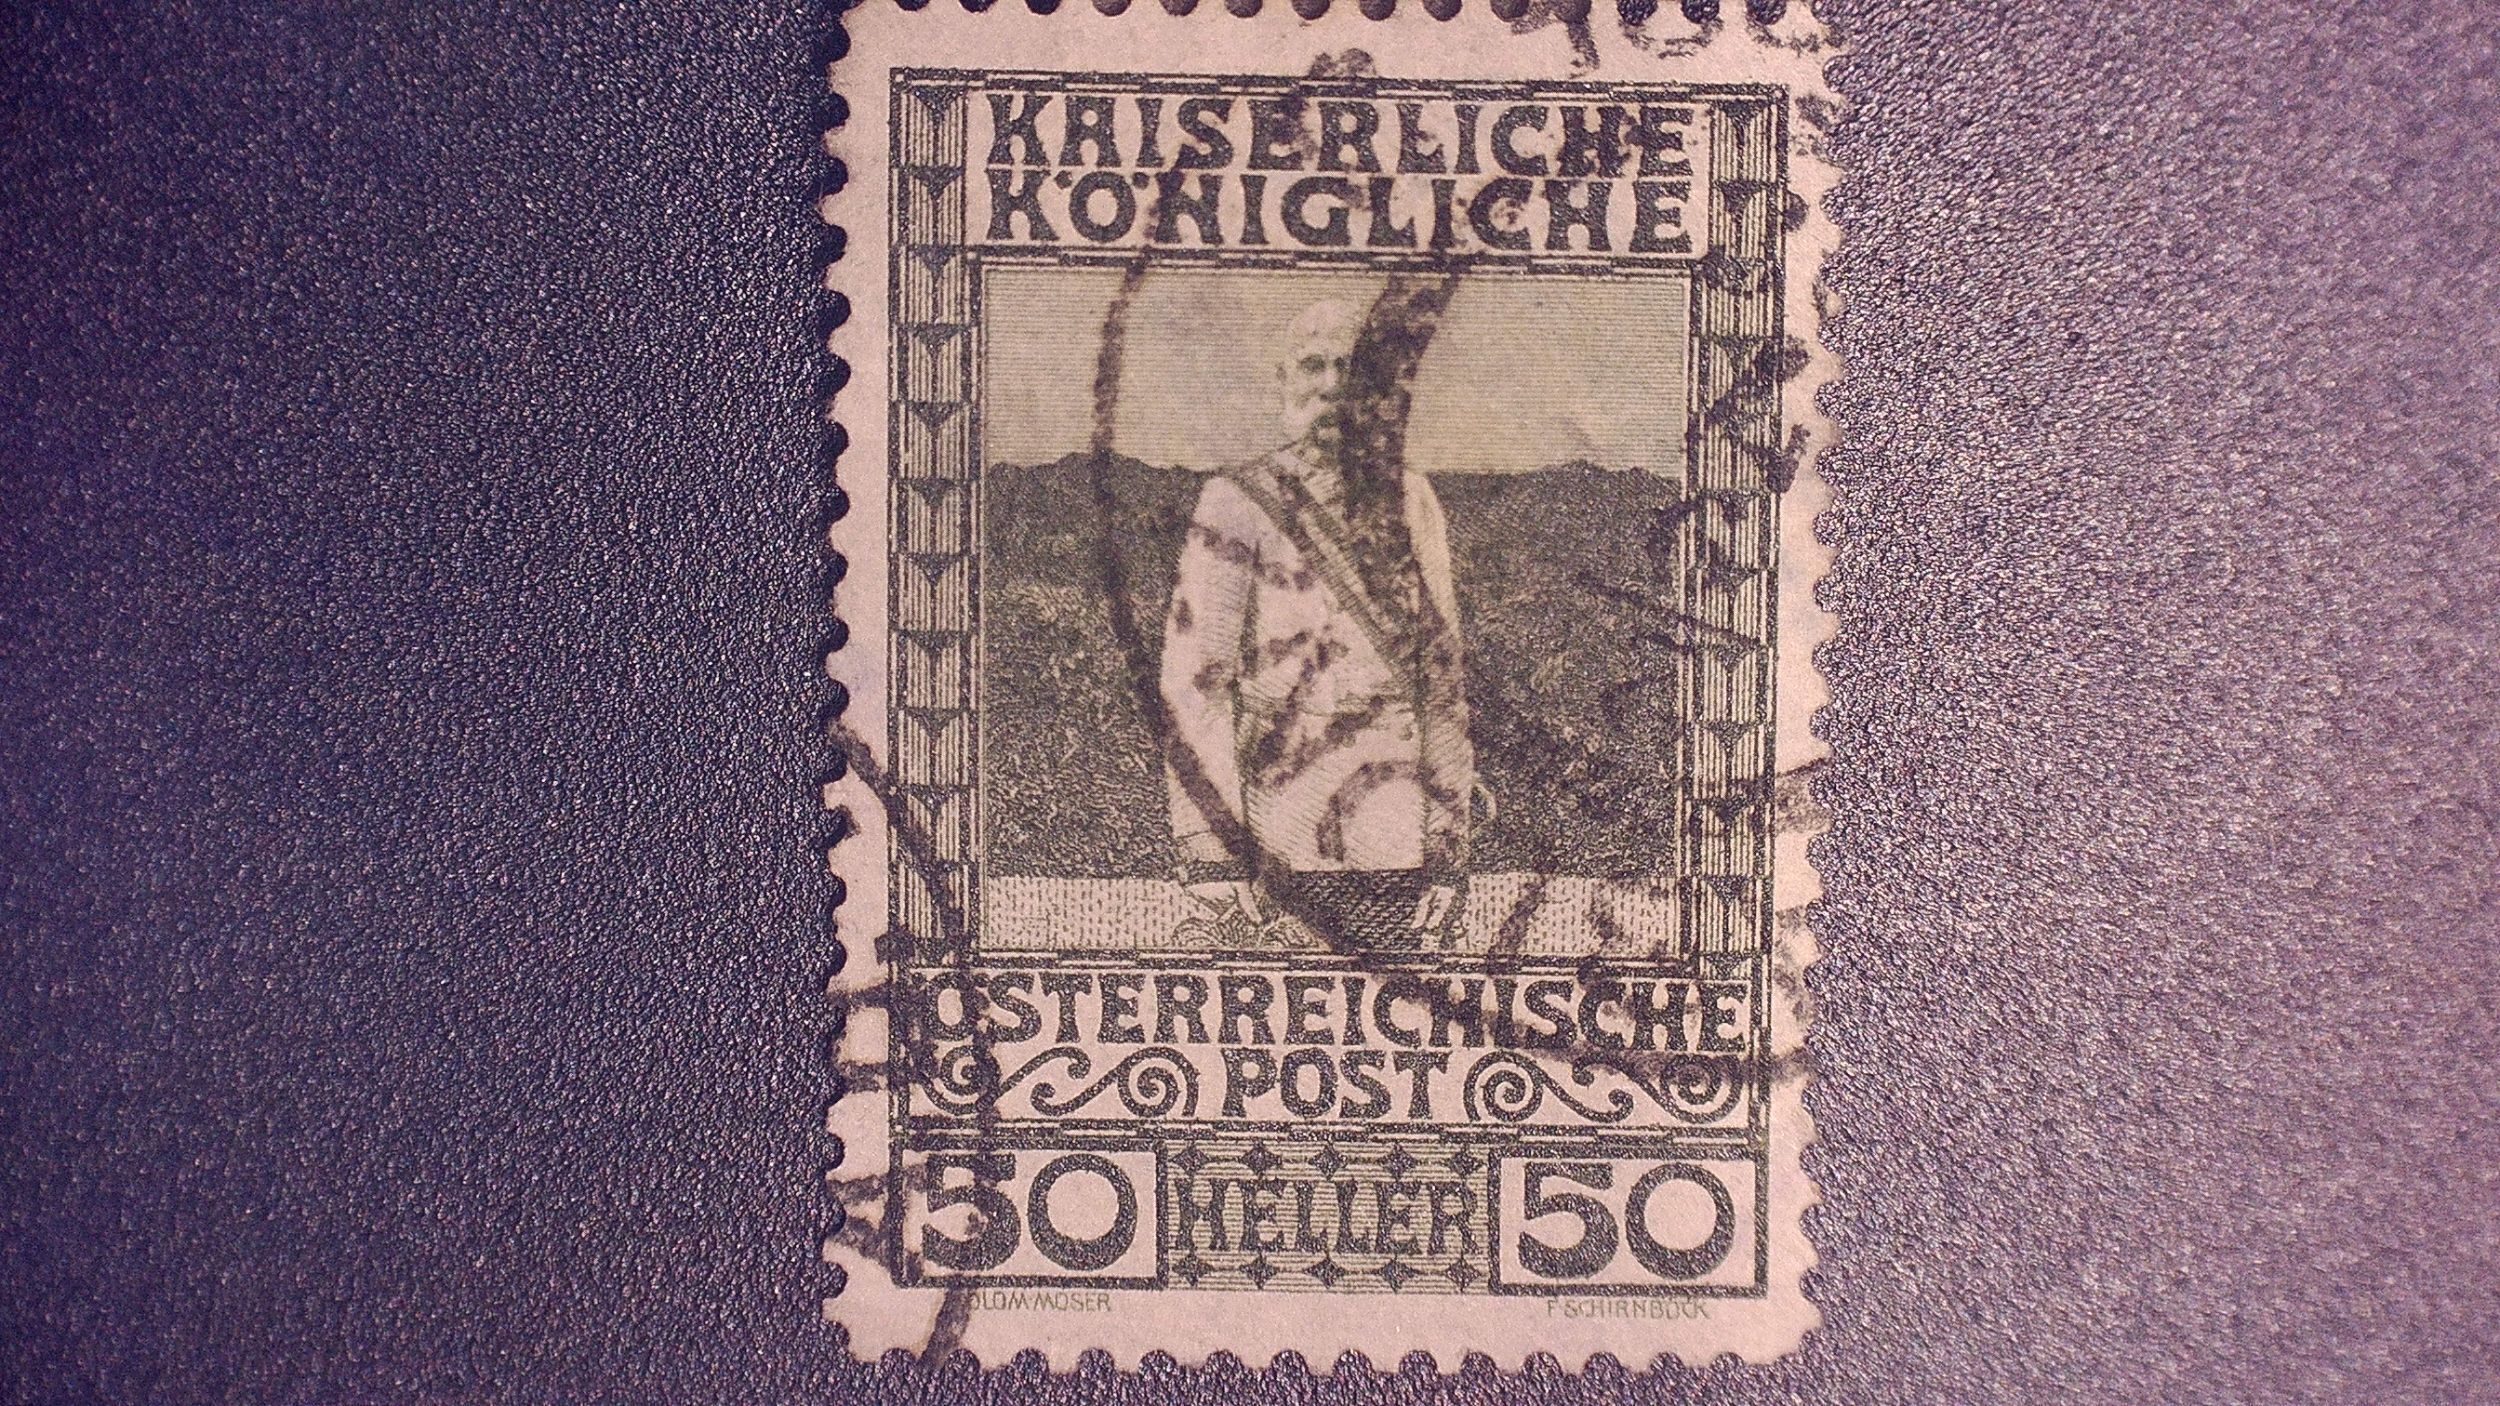 KAISERLICHE
KÖNIGLICHE
ÖSTERREICHISCHE
POST
50 HELLER 50
KOLOM·MOSER F·SCHIRNBÖCK